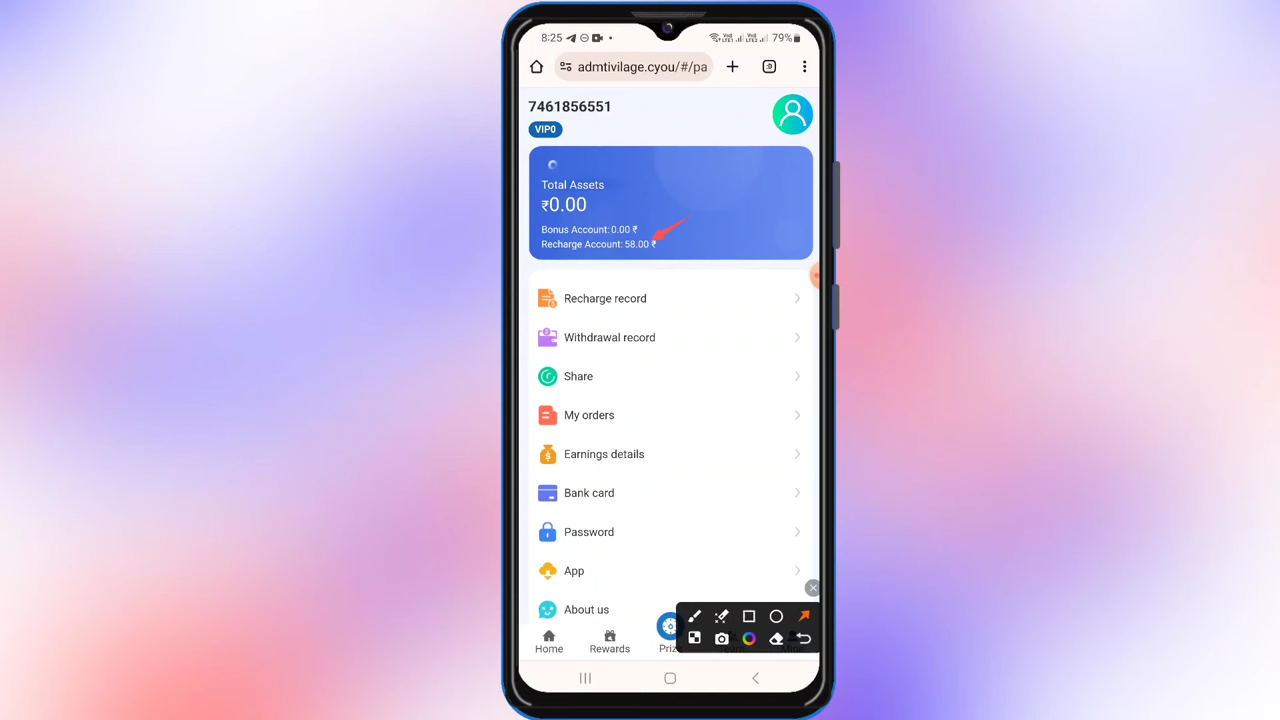 8:25 79%
admtivilage.cyou/#/pa
7461856551
VIP0
Total Assets
₹0.00
Bonus Account: 0.00 ₹
Recharge Account: 58.00 ₹
Recharge record
Withdrawal record
Share
My orders
Earnings details
Bank card
Password
App
About us
Home Rewards